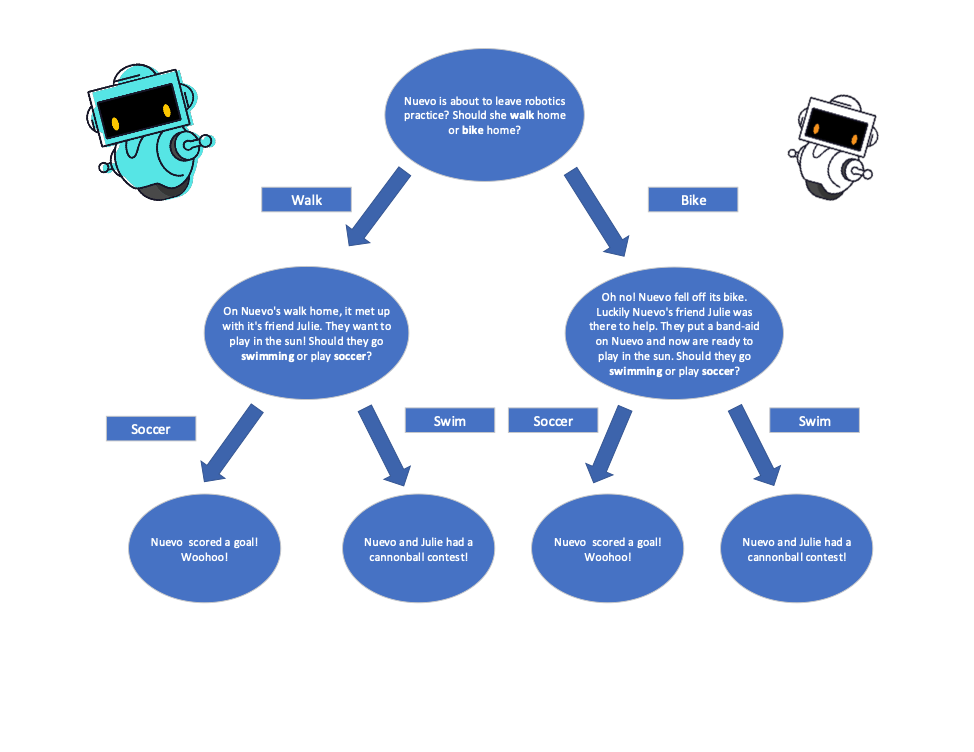 Nuevo is about to leave robotics
practice? Should she walk home
or bike home?
Walk
Bike
On Nuevo's walk home, it met up
with it's friend Julie. They want to
play in the sun! Should they go
swimming or play soccer?
Oh no! Nuevo fell off its bike.
Luckily Nuevo's friend Julie was
there to help. They put a band-aid
on Nuevo and now are ready to
play in the sun. Should they go
swimming or play soccer?
Soccer
Swim
Soccer
Swim
Nuevo  scored a goal!
Woohoo!
Nuevo and Julie had a
cannonball contest!
Nuevo  scored a goal!
Woohoo!
Nuevo and Julie had a
cannonball contest!